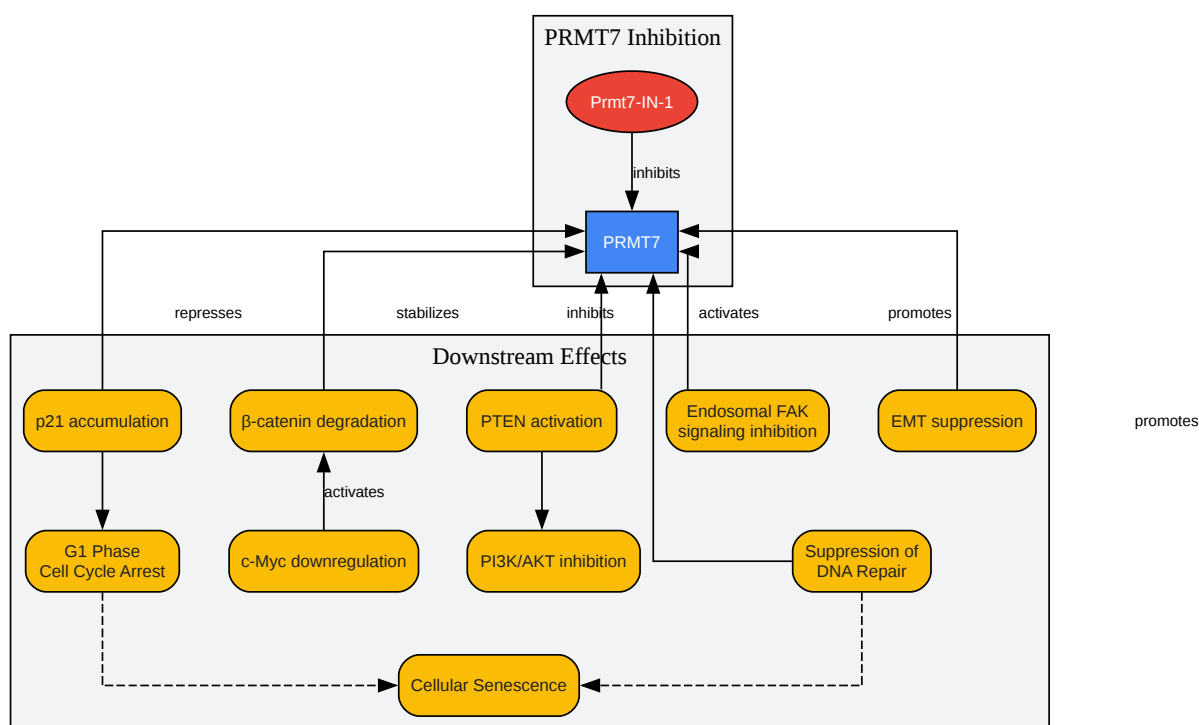 PRMT7 Inhibition
Prmt7-IN-1
inhibits
PRMT7
represses
stabilizes
inhibits
activates
promotes
Downstream Effects
p21 accumulation
β-catenin degradation
PTEN activation
Endosomal FAK
signaling inhibition
EMT suppression
promotes
activates
G1 Phase
Cell Cycle Arrest
c-Myc downregulation
PI3K/AKT inhibition
Suppression of
DNA Repair
Cellular Senescence